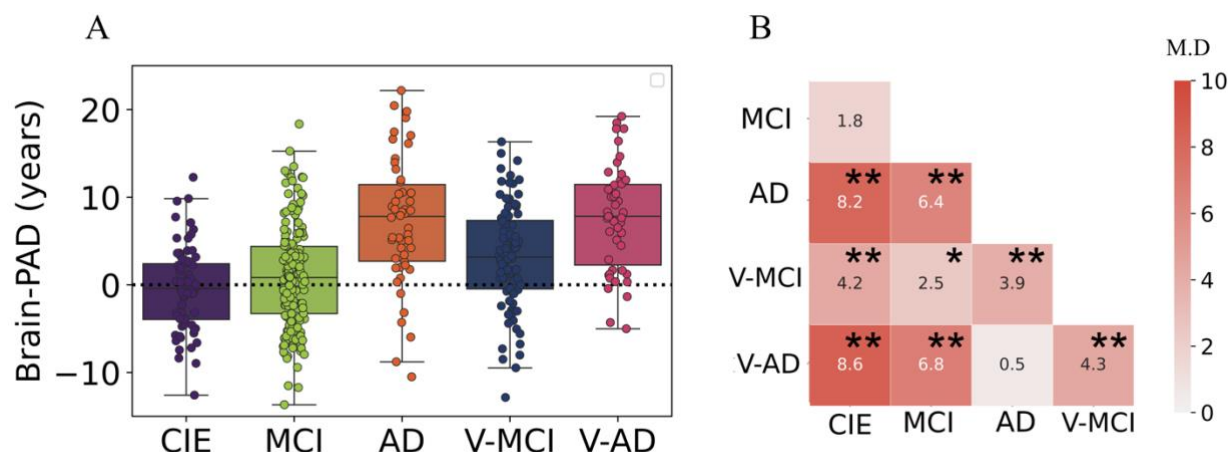 A
Brain-PAD (years)
20
10
0
−10
CIE MCI AD V-MCI V-AD
B
M.D
MCI
1.8
AD
** **
8.2 6.4
V-MCI
** * **
4.2 2.5 3.9
V-AD
** ** **
8.6 6.8 0.5 4.3
CIE MCI AD V-MCI
10
8
6
4
2
0